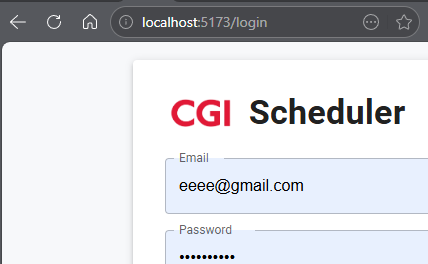 localhost:5173/login
CGI Scheduler
Email
eeee@gmail.com
Password
••••••••••